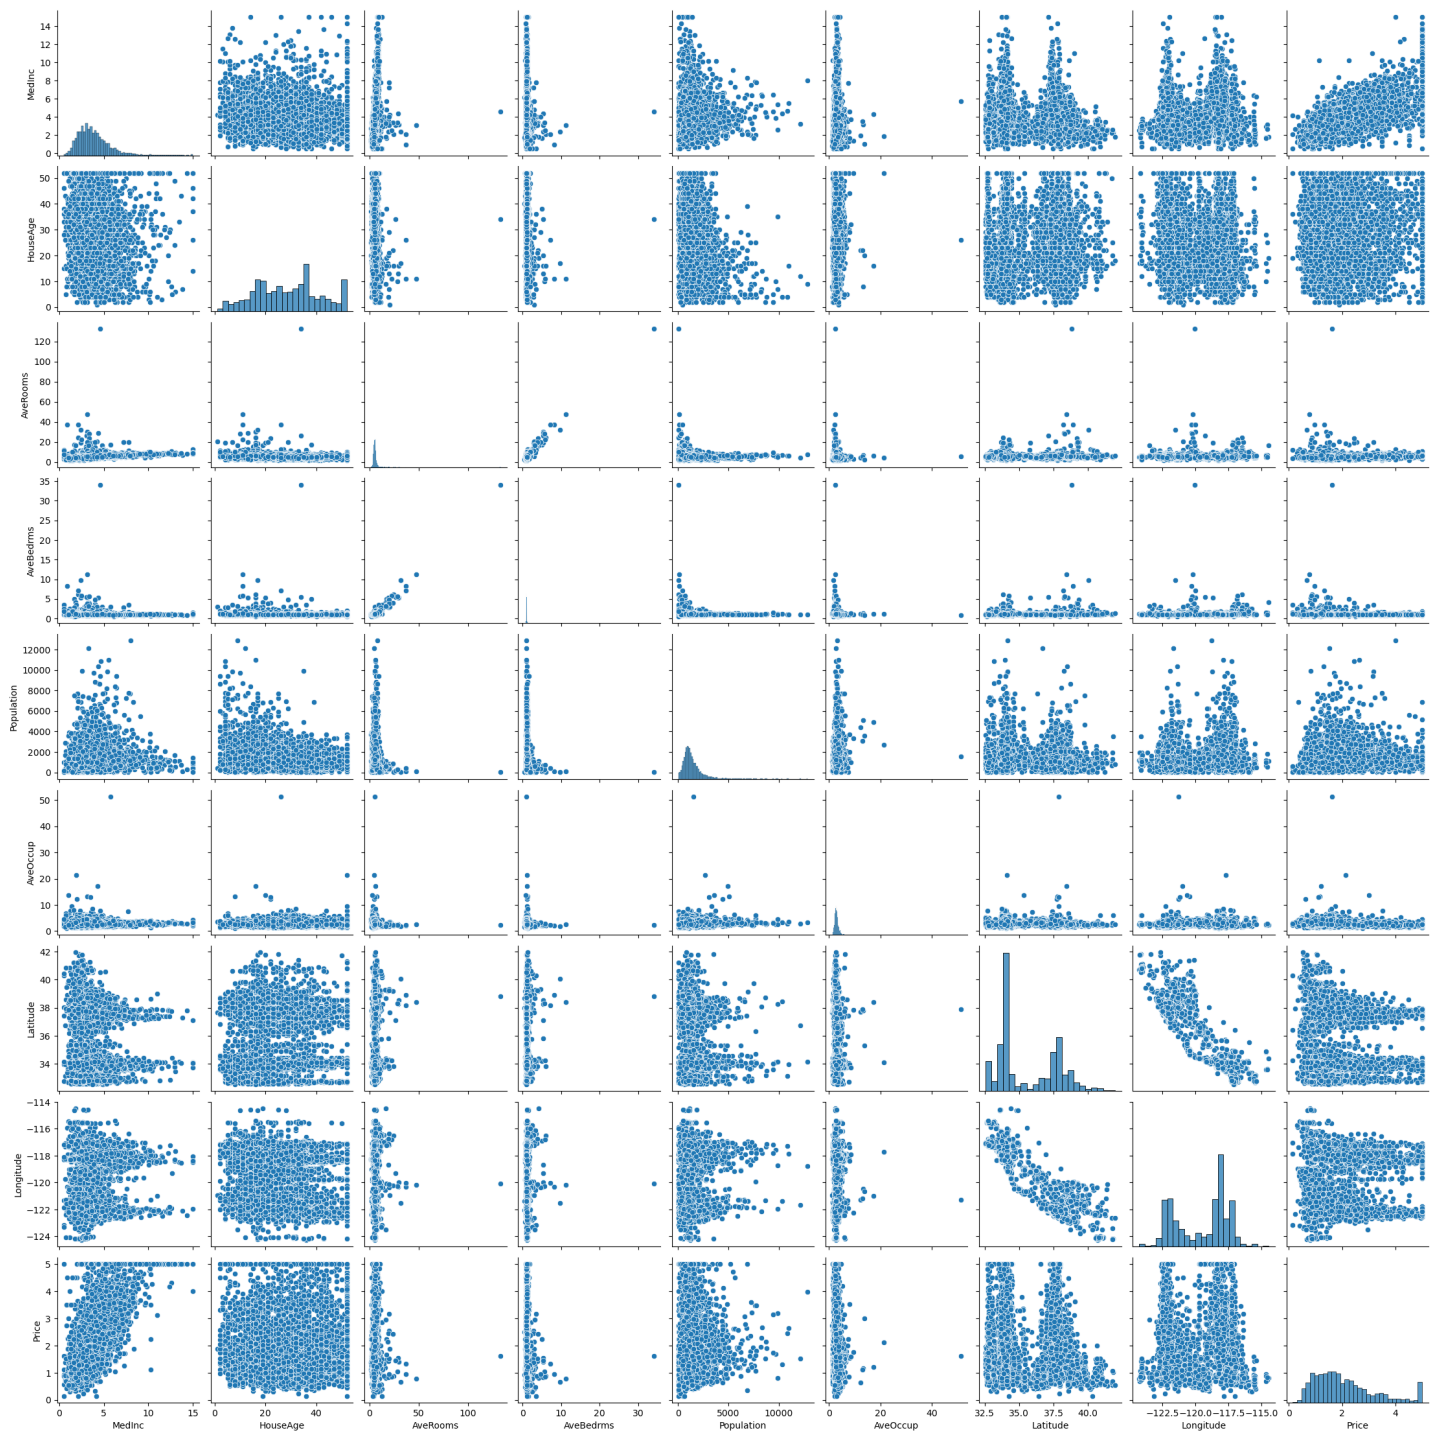 14
12
10
8
6
4
2
0
MedInc
50
40
30
20
10
0
HouseAge
120
100
80
60
40
20
0
AveRooms
35
30
25
20
15
10
5
0
AveBedrms
12000
10000
8000
6000
4000
2000
0
Population
50
40
30
20
10
0
AveOccup
42
40
38
36
34
Latitude
−114
−116
−118
−120
−122
−124
Longitude
5
4
3
2
1
0
Price
0 5 10 15
MedInc
0 20 40
HouseAge
0 50 100
AveRooms
0 10 20 30
AveBedrms
0 5000 10000
Population
0 20 40
AveOccup
32.5 35.0 37.5 40.0
Latitude
−122.5 −120.0 −117.5 −115.0
Longitude
0 2 4
Price